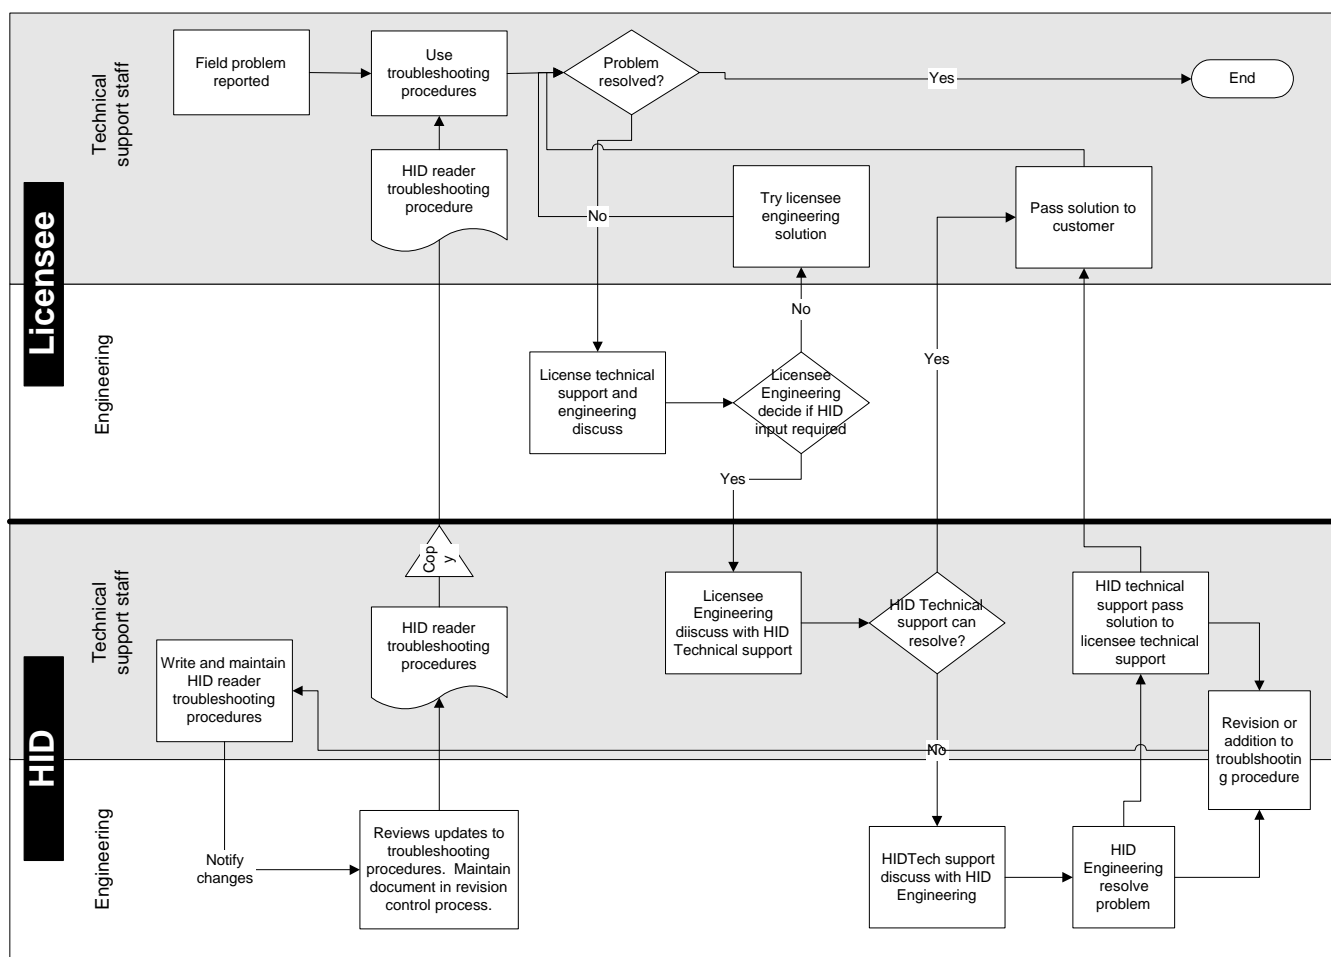 Licensee
Technical
support staff
Field problem
reported
Use
troubleshooting
procedures
Problem
resolved?
Yes
End
HID reader
troubleshooting
procedure
No
Try licensee
engineering
solution
Pass solution to
customer
Engineering
License technical
support and
engineering
discuss
Licensee
Engineering
decide if HID
input required
No
Yes
Yes
HID
Technical
support staff
Cop
y
HID reader
troubleshooting
procedures
Write and maintain
HID reader
troubleshooting
procedures
Licensee
Engineering
diiscuss with HID
Technical support
HID Technical
support can
resolve?
HID technical
support pass
solution to
licensee technical
support
Revision or
addition to
troublshootin
g procedure
No
Engineering
Notify
changes
Reviews updates to
troubleshooting
procedures. Maintain
document in revision
control process.
HIDTech support
discuss with HID
Engineering
HID
Engineering
resolve
problem